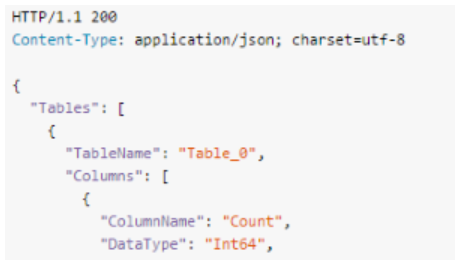 HTTP/1.1 200
Content-Type: application/json; charset=utf-8

{
  "Tables": [
    {
      "TableName": "Table_0",
      "Columns": [
        {
          "ColumnName": "Count",
          "DataType": "Int64",